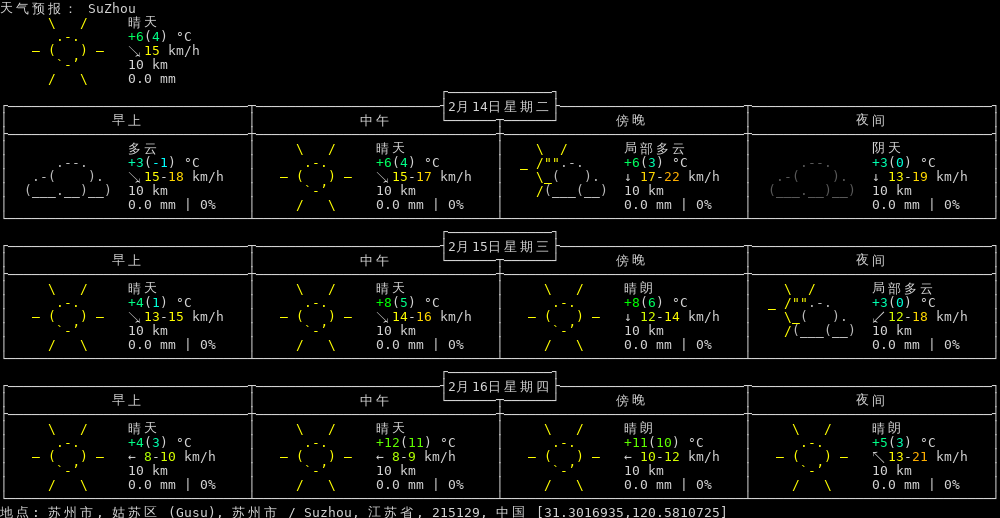 天气预报: SuZhou
晴天
+6(4) °C
↘ 15 km/h
10 km
0.0 mm
2月14日星期二
早上 中午 傍晚 夜间
多云 晴天 局部多云 阴天
+3(-1) °C +6(4) °C +6(3) °C +3(0) °C
↘ 15-18 km/h ↘ 15-17 km/h ↓ 17-22 km/h ↓ 13-19 km/h
10 km 10 km 10 km 10 km
0.0 mm | 0% 0.0 mm | 0% 0.0 mm | 0% 0.0 mm | 0%
2月15日星期三
早上 中午 傍晚 夜间
晴天 晴天 晴朗 局部多云
+4(1) °C +8(5) °C +8(6) °C +3(0) °C
↘ 13-15 km/h ↘ 14-16 km/h ↓ 12-14 km/h ↙ 12-18 km/h
10 km 10 km 10 km 10 km
0.0 mm | 0% 0.0 mm | 0% 0.0 mm | 0% 0.0 mm | 0%
2月16日星期四
早上 中午 傍晚 夜间
晴天 晴天 晴朗 晴朗
+4(3) °C +12(11) °C +11(10) °C +5(3) °C
← 8-10 km/h ← 8-9 km/h ← 10-12 km/h ↖ 13-21 km/h
10 km 10 km 10 km 10 km
0.0 mm | 0% 0.0 mm | 0% 0.0 mm | 0% 0.0 mm | 0%
地点: 苏州市, 姑苏区 (Gusu), 苏州市 / Suzhou, 江苏省, 215129, 中国 [31.3016935,120.5810725]